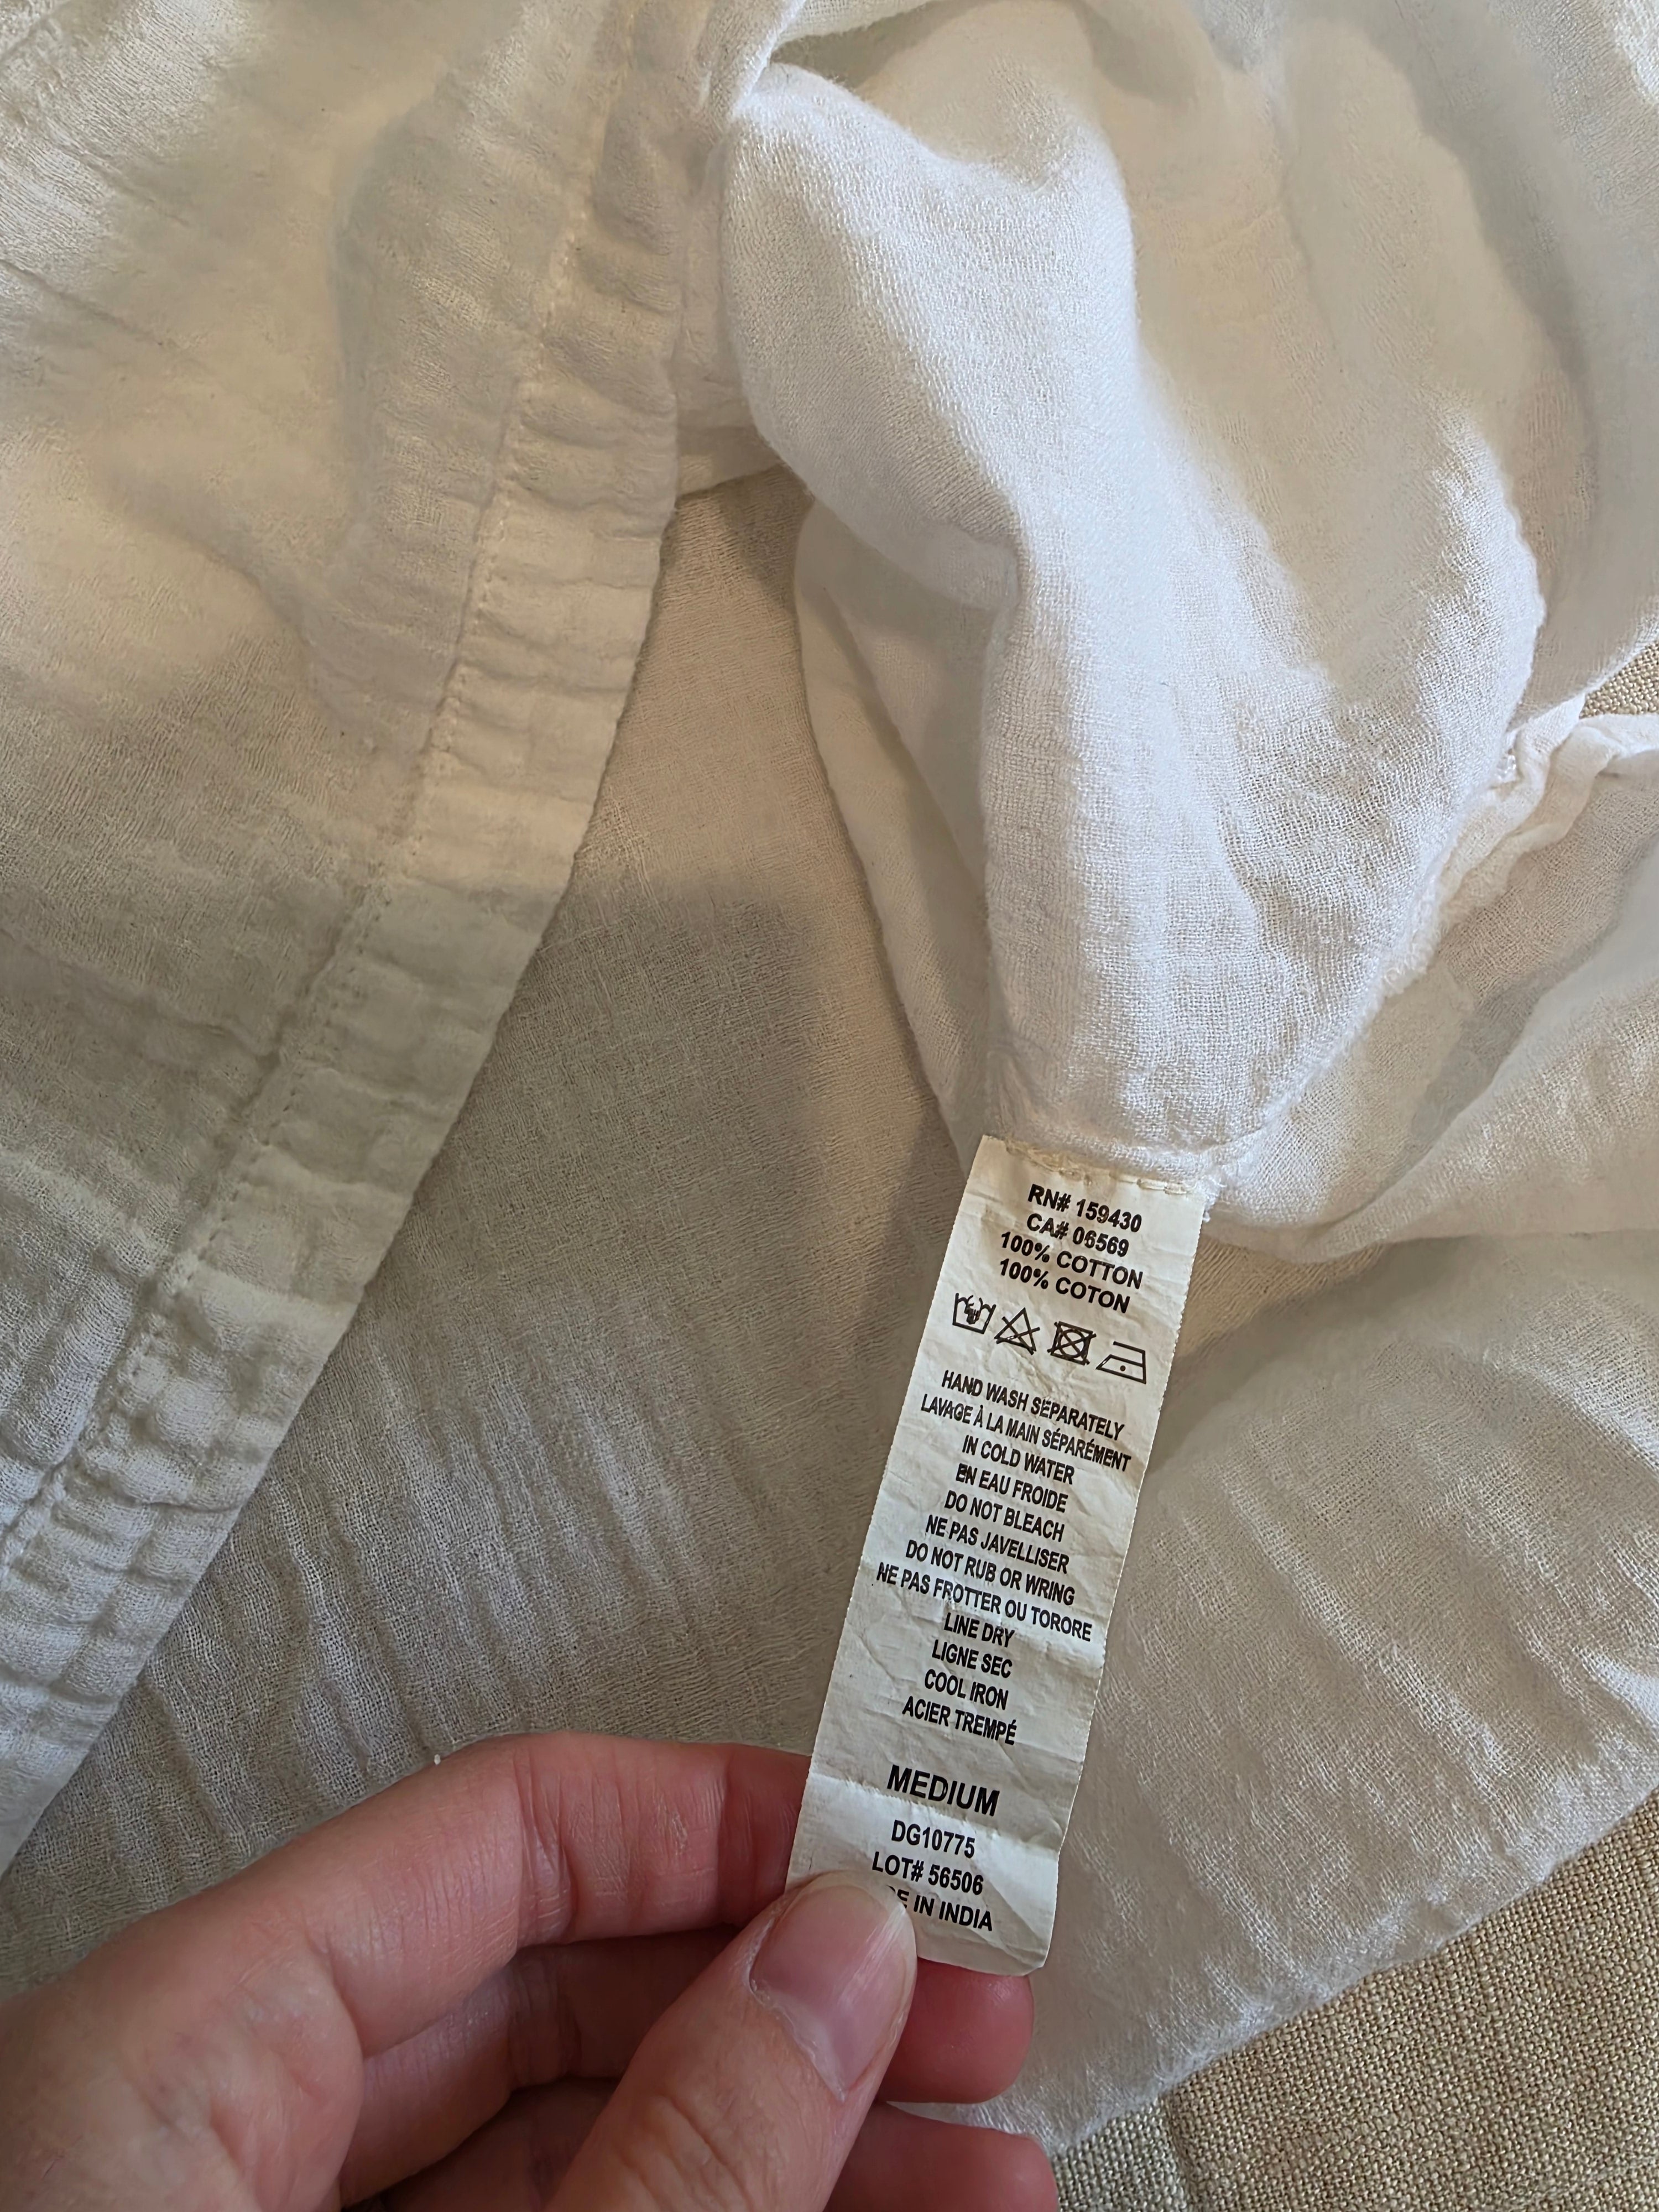 RN# 159430
CA# 06569
100% COTTON
100% COTON
HAND WASH SEPARATELY
LAVAGE À LA MAIN SÉPARÉMENT
IN COLD WATER
EN EAU FROIDE
DO NOT BLEACH
NE PAS JAVELLISER
DO NOT RUB OR WRING
NE PAS FROTTER OU TORORE
LINE DRY
LIGNE SEC
COOL IRON
ACIER TREMPÉ
MEDIUM
DG10775
LOT# 56506
IN INDIA